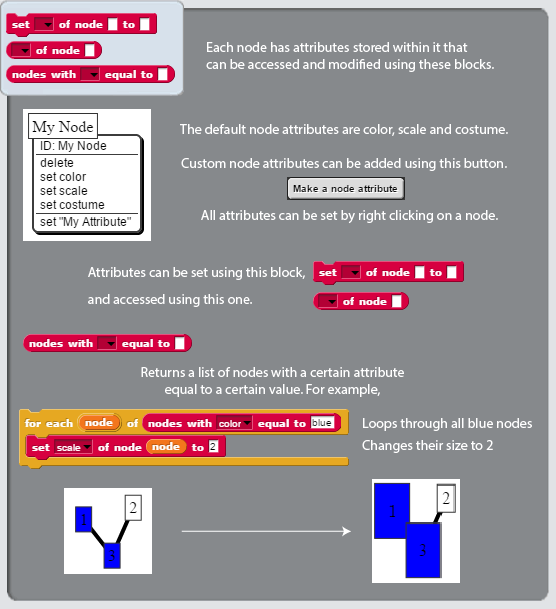 set of node to
of node
nodes with equal to
Each node has attributes stored within it that
can be accessed and modified using these blocks.
My Node
ID: My Node
delete
set color
set scale
set costume
set "My Attribute"
The default node attributes are color, scale and costume.
Custom node attributes can be added using this button.
Make a node attribute
All attributes can be set by right clicking on a node.
Attributes can be set using this block, set of node to
and accessed using this one. of node
nodes with equal to
Returns a list of nodes with a certain attribute
equal to a certain value. For example,
for each node of nodes with color equal to blue
Loops through all blue nodes
set scale of node node to 2
Changes their size to 2
1
2
3
1
2
3